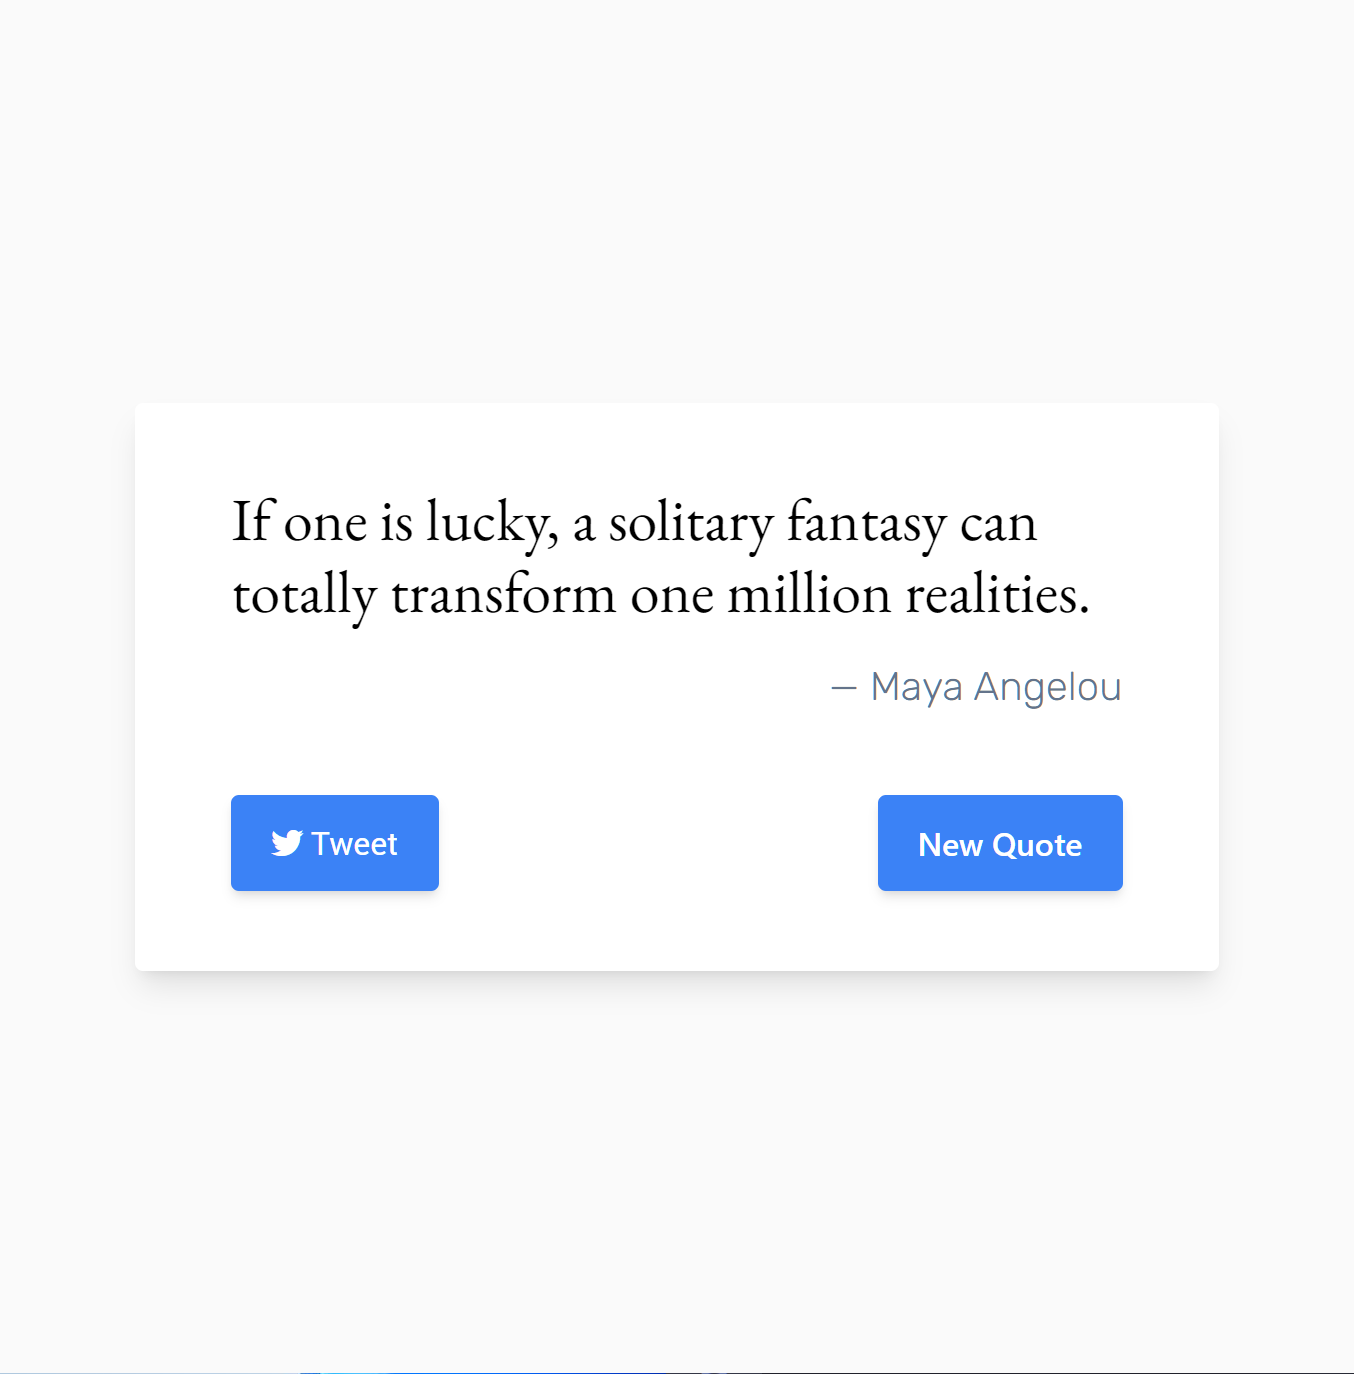 If one is lucky, a solitary fantasy can
totally transform one million realities.
— Maya Angelou
Tweet
New Quote